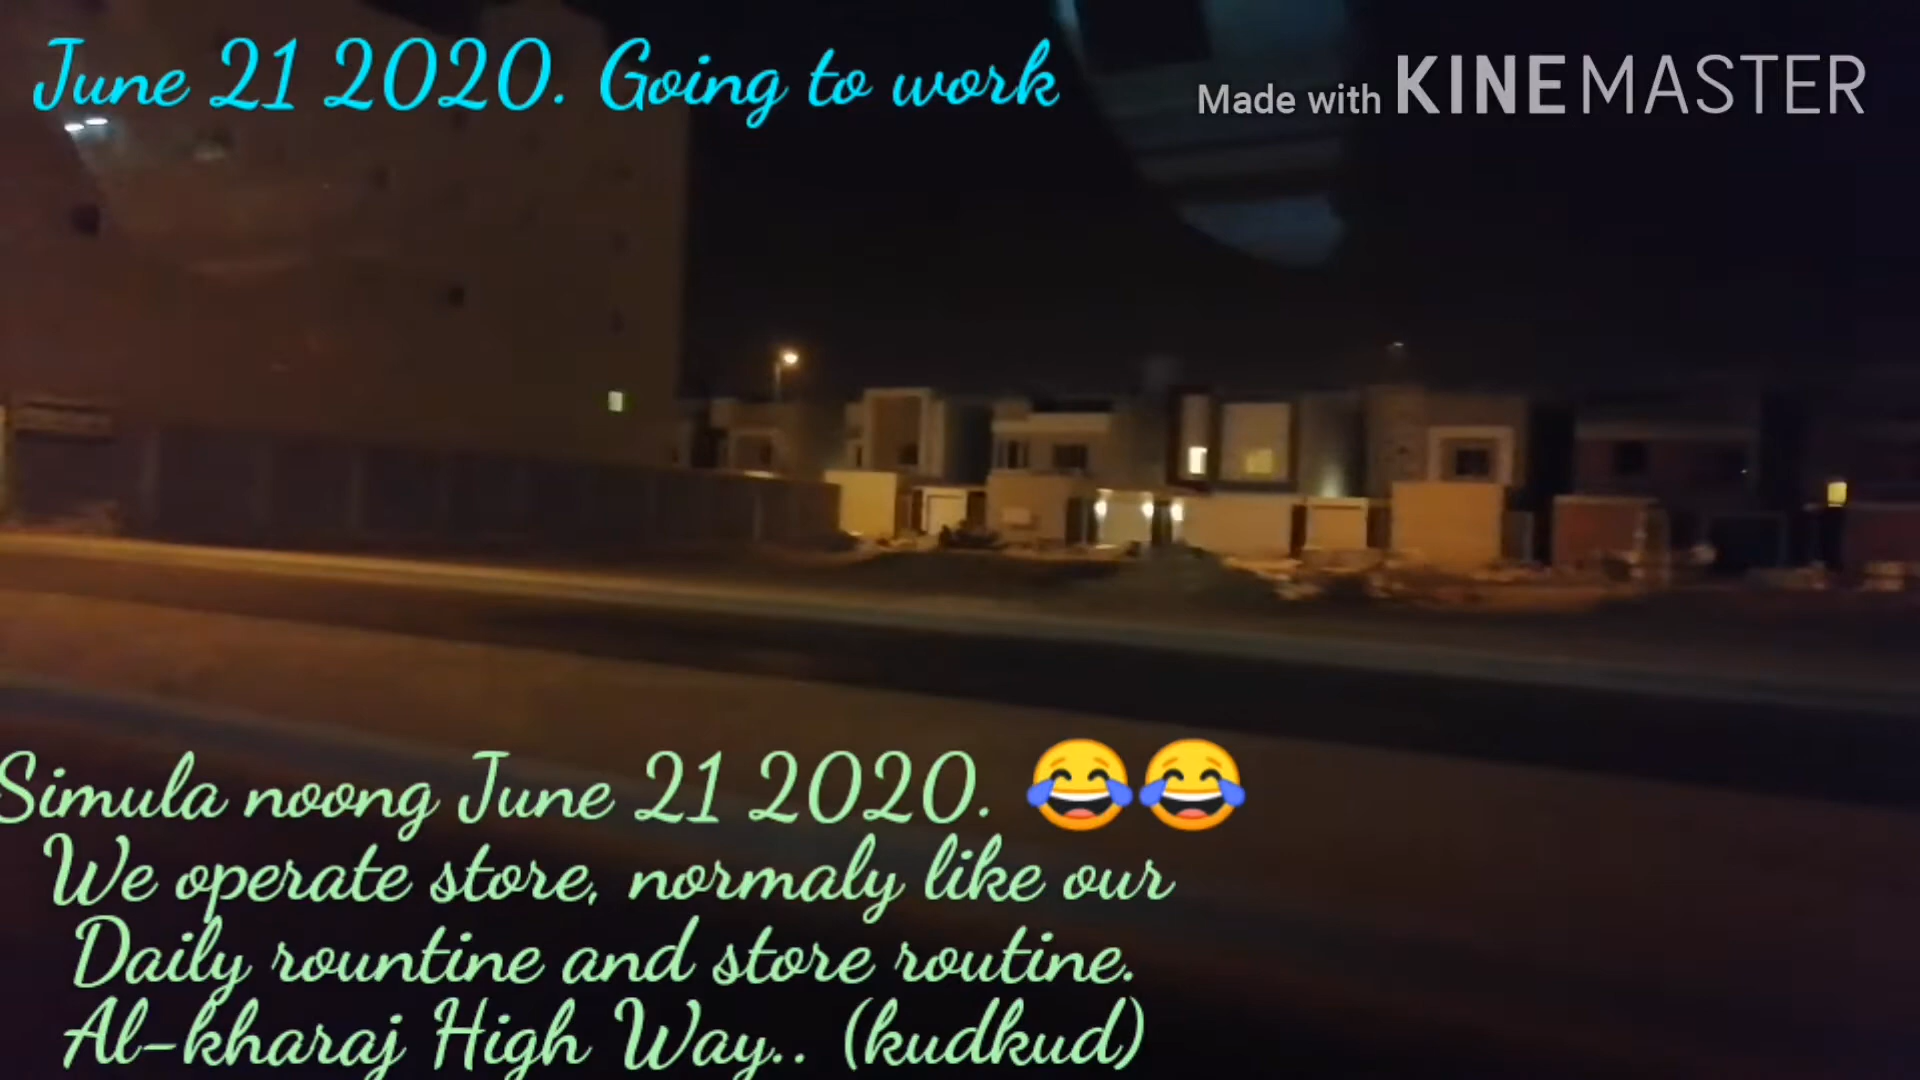 June 21 2020. Going to work
Made with KINEMASTER
Simula noong June 21 2020. 😂😂
We operate store, normaly like our
Daily rountine and store routine.
Al-kharaj High Way.. (kudkud)